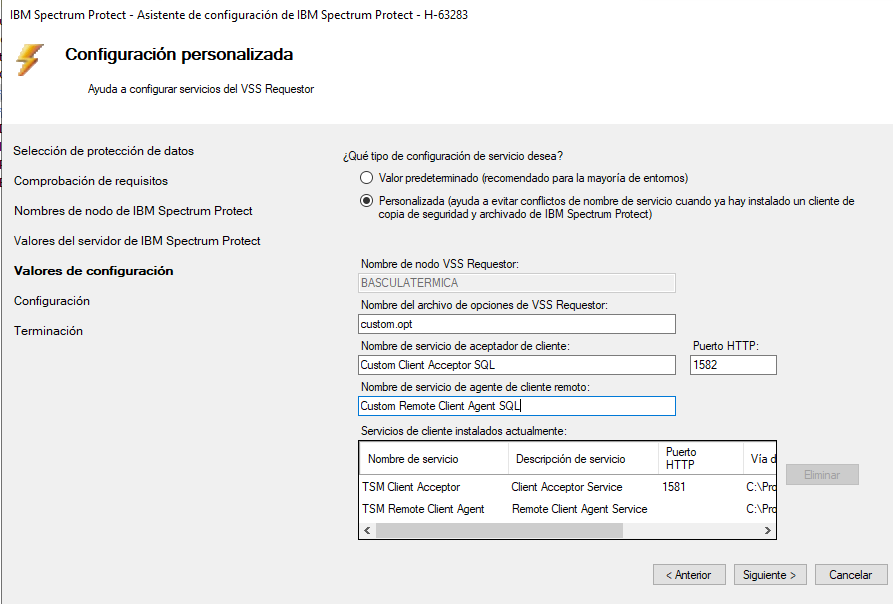 IBM Spectrum Protect - Asistente de configuración de IBM Spectrum Protect - H-63283
Configuración personalizada
Ayuda a configurar servicios del VSS Requestor
Selección de protección de datos
Comprobación de requisitos
Nombres de nodo de IBM Spectrum Protect
Valores del servidor de IBM Spectrum Protect
Valores de configuración
Configuración
Terminación
¿Qué tipo de configuración de servicio desea?
Valor predeterminado (recomendado para la mayoría de entornos)
Personalizada (ayuda a evitar conflictos de nombre de servicio cuando ya hay instalado un cliente de
copia de seguridad y archivado de IBM Spectrum Protect)
Nombre de nodo VSS Requestor:
BASCULATERMICA
Nombre del archivo de opciones de VSS Requestor:
custom.opt
Nombre de servicio de aceptador de cliente:
Puerto HTTP:
Custom Client Acceptor SQL
1582
Nombre de servicio de agente de cliente remoto:
Custom Remote Client Agent SQL
Servicios de cliente instalados actualmente:
Nombre de servicio
Descripción de servicio
Puerto
HTTP
Vía d
TSM Client Acceptor
Client Acceptor Service
1581
C:\Pro
TSM Remote Client Agent
Remote Client Agent Service
C:\Pro
Eliminar
< Anterior
Siguiente >
Cancelar